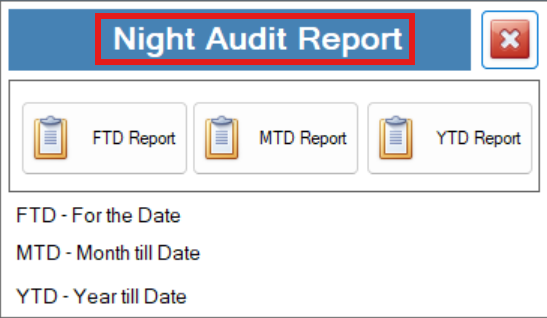 Night Audit Report
FTD Report MTD Report YTD Report
FTD - For the Date
MTD - Month till Date
YTD - Year till Date